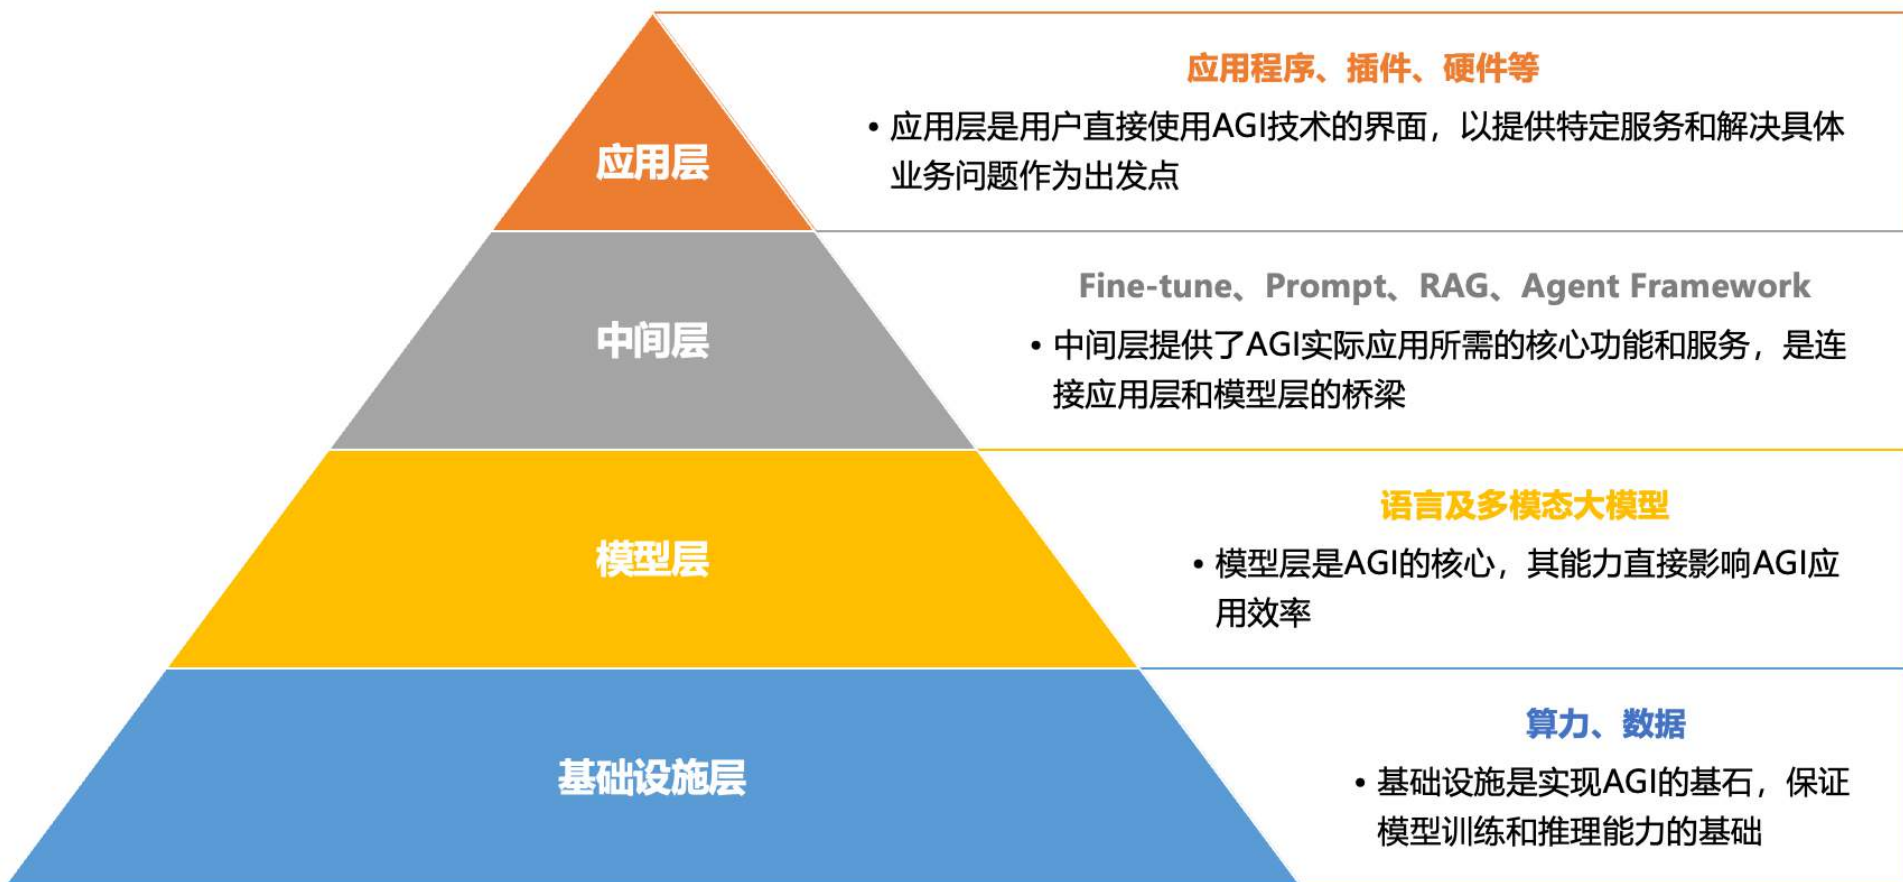 应用程序、插件、硬件等
• 应用层是用户直接使用AGI技术的界面，以提供特定服务和解决具体
业务问题作为出发点
应用层
Fine-tune、Prompt、RAG、Agent Framework
• 中间层提供了AGI实际应用所需的核心功能和服务，是连
接应用层和模型层的桥梁
中间层
语言及多模态大模型
• 模型层是AGI的核心，其能力直接影响AGI应
用效率
模型层
算力、数据
• 基础设施是实现AGI的基石，保证
模型训练和推理能力的基础
基础设施层